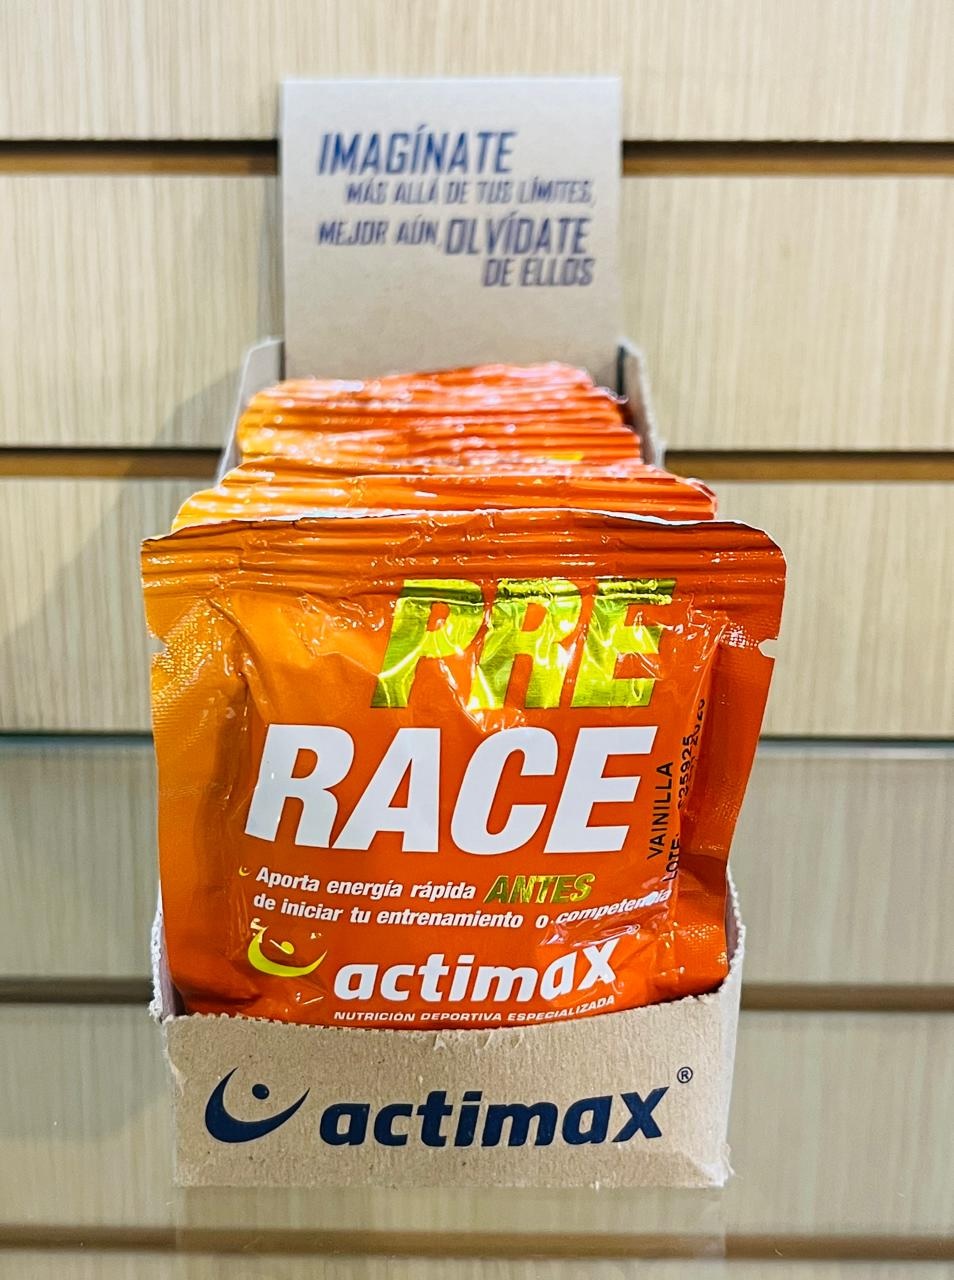 IMAGÍNATE
MÁS ALLÁ DE TUS LÍMITES,
MEJOR AÚN, OLVÍDATE
DE ELLOS
PRE
RACE
Aporta energía rápida ANTES
de iniciar tu entrenamiento o competencia
actimax
NUTRICIÓN DEPORTIVA ESPECIALIZADA
VAINILLA
LOTE:
actimax®